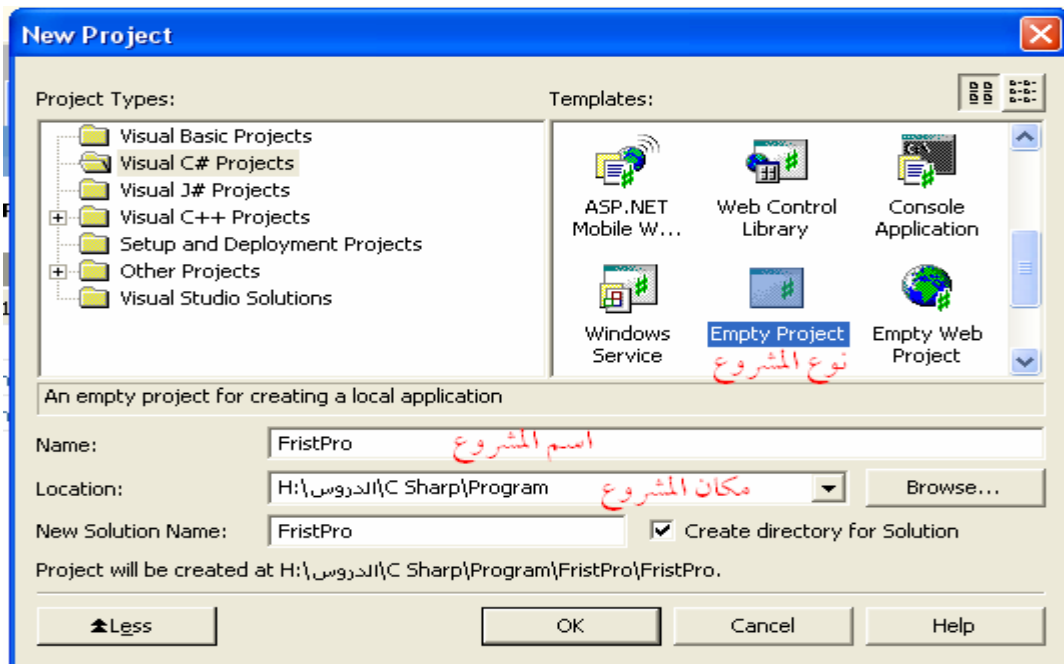 New Project
Project Types:
Templates:
Visual Basic Projects
Visual C# Projects
Visual J# Projects
Visual C++ Projects
Setup and Deployment Projects
Other Projects
Visual Studio Solutions
ASP.NET Mobile W...
Web Control Library
Console Application
Windows Service
Empty Project
Empty Web Project
نوع المشروع
An empty project for creating a local application
Name: FristPro اسم المشروع
Location: H:\الدروس\C Sharp\Program مكان المشروع Browse...
New Solution Name: FristPro Create directory for Solution
Project will be created at H:\الدروس\C Sharp\Program\FristPro\FristPro.
Less OK Cancel Help